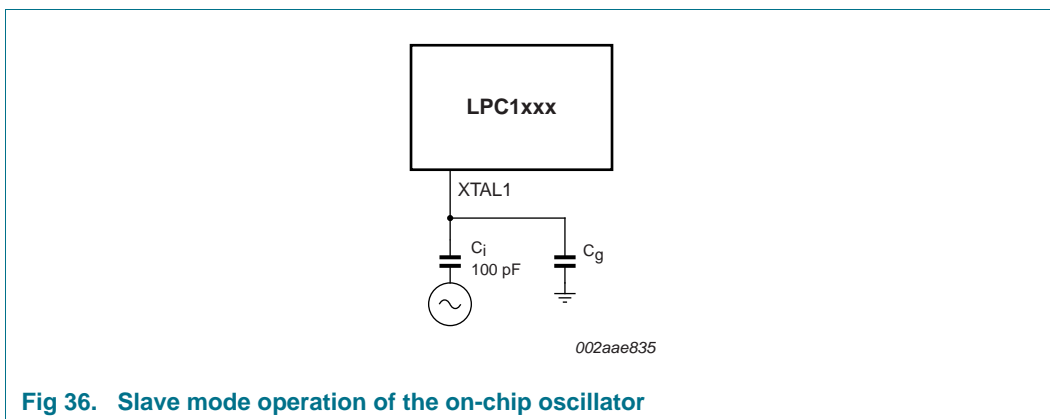 LPC1xxx
XTAL1
Ci
100 pF
Cg
002aae835
Fig 36. Slave mode operation of the on-chip oscillator